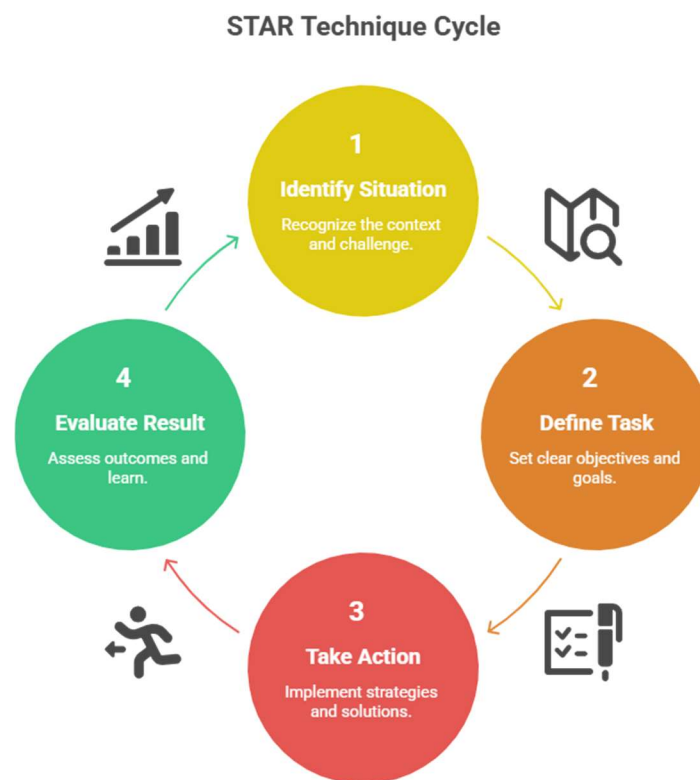 STAR Technique Cycle
1
Identify Situation
Recognize the context
and challenge.
2
Define Task
Set clear objectives and
goals.
3
Take Action
Implement strategies
and solutions.
4
Evaluate Result
Assess outcomes and
learn.